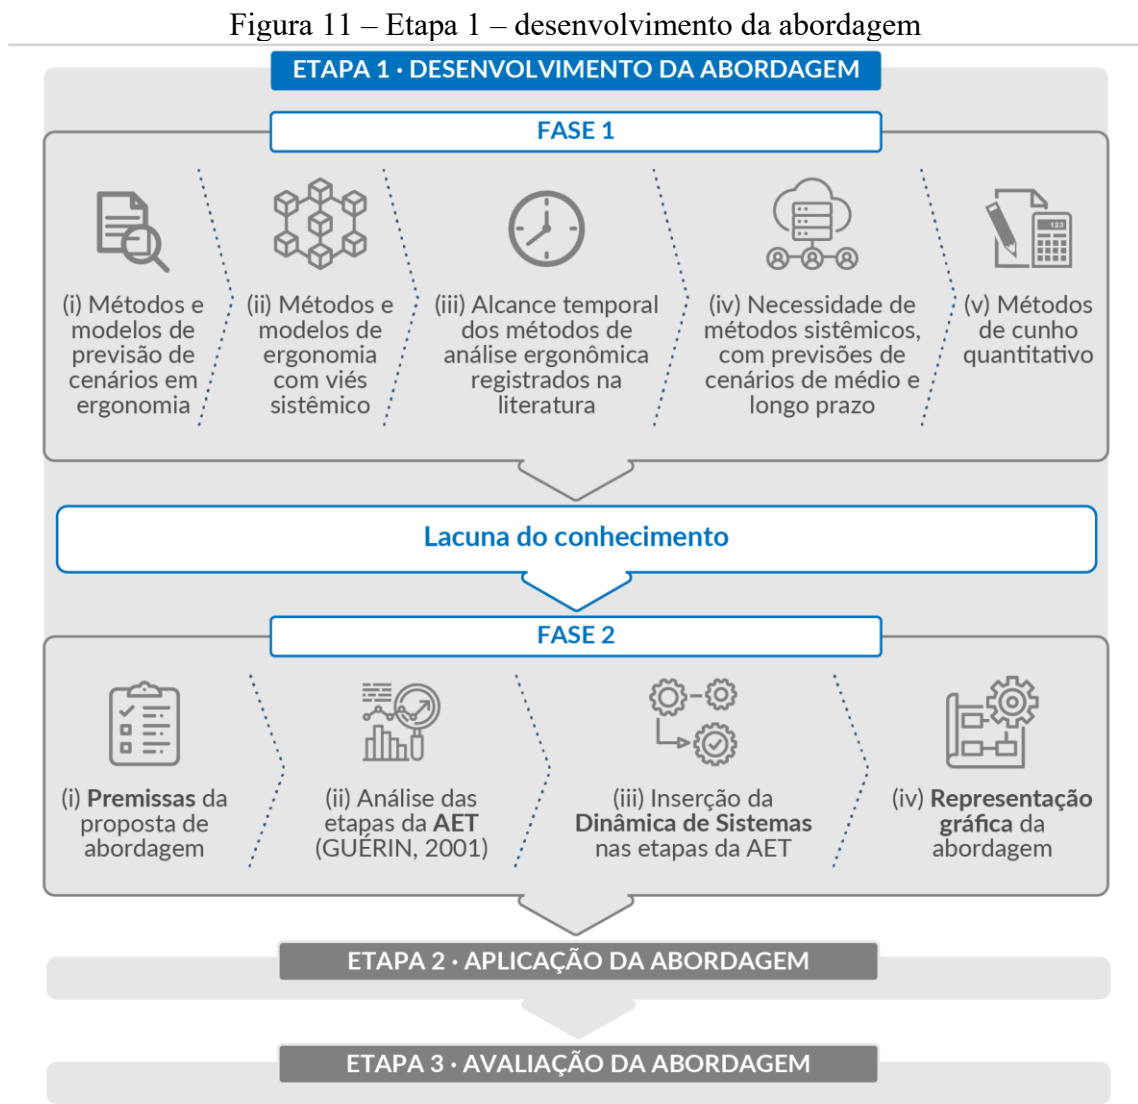 Figura 11 – Etapa 1 – desenvolvimento da abordagem
ETAPA 1 · DESENVOLVIMENTO DA ABORDAGEM
FASE 1
(i) Métodos e
modelos de
previsão de
cenários em
ergonomia
(ii) Métodos e
modelos de
ergonomia
com viés
sistêmico
(iii) Alcance temporal
dos métodos de
análise ergonômica
registrados na
literatura
(iv) Necessidade de
métodos sistêmicos,
com previsões de
cenários de médio e
longo prazo
123
(v) Métodos
de cunho
quantitativo
Lacuna do conhecimento
FASE 2
(i) Premissas da
proposta de
abordagem
(ii) Análise das
etapas da AET
(GUÉRIN, 2001)
(iii) Inserção da
Dinâmica de Sistemas
nas etapas da AET
(iv) Representação
gráfica da
abordagem
ETAPA 2 · APLICAÇÃO DA ABORDAGEM
ETAPA 3 · AVALIAÇÃO DA ABORDAGEM